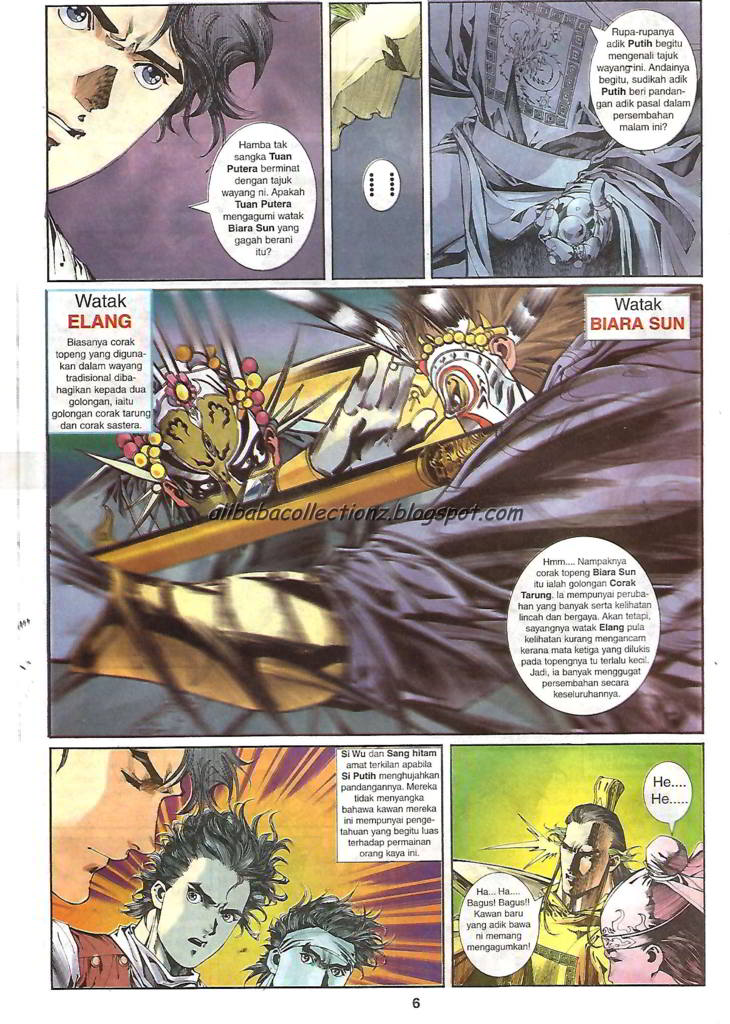 Hamba tak
sangka Tuan
Putera berminat
dengan tajuk
wayang ni. Apakah
Tuan Putera
mengagumi watak
Biara Sun yang
gagah berani
itu?
Rupa-rupanya
adik Putih begitu
mengenali tajuk
wayang ini. Andainya
begitu, sudikah adik
Putih beri pandan-
gan adik pasal dalam
persembahan
malam ini?
Watak
ELANG
Biasanya corak
topeng yang diguna-
kan dalam wayang
tradisional diba-
hagikan kepada dua
golongan, iaitu
golongan corak tarung
dan corak sastera.
Watak
BIARA SUN
alibabacollectionz.blogspot.com
Hmm.... Nampaknya
corak topeng Biara Sun
itu ialah golongan Corak
Tarung. Ia mempunyai peruba-
han yang banyak serta kelihatan
lincah dan bergaya. Akan tetapi,
sayangnya watak Elang pula
kelihatan kurang mengancam
kerana mata ketiga yang dilukis
pada topengnya tu terlalu kecil.
Jadi, ia banyak menggugat
persembahan secara
keseluruhannya.
Si Wu dan Sang hitam
amat terkilan apabila
Si Putih menghujahkan
pandangannya. Mereka
tidak menyangka
bahawa kawan mereka
ini mempunyai penge-
tahuan yang begitu luas
terhadap permainan
orang kaya ini.
He....
He.....
Ha... Ha....
Bagus! Bagus!!
Kawan baru
yang adik bawa
ni memang
mengagumkan!
6